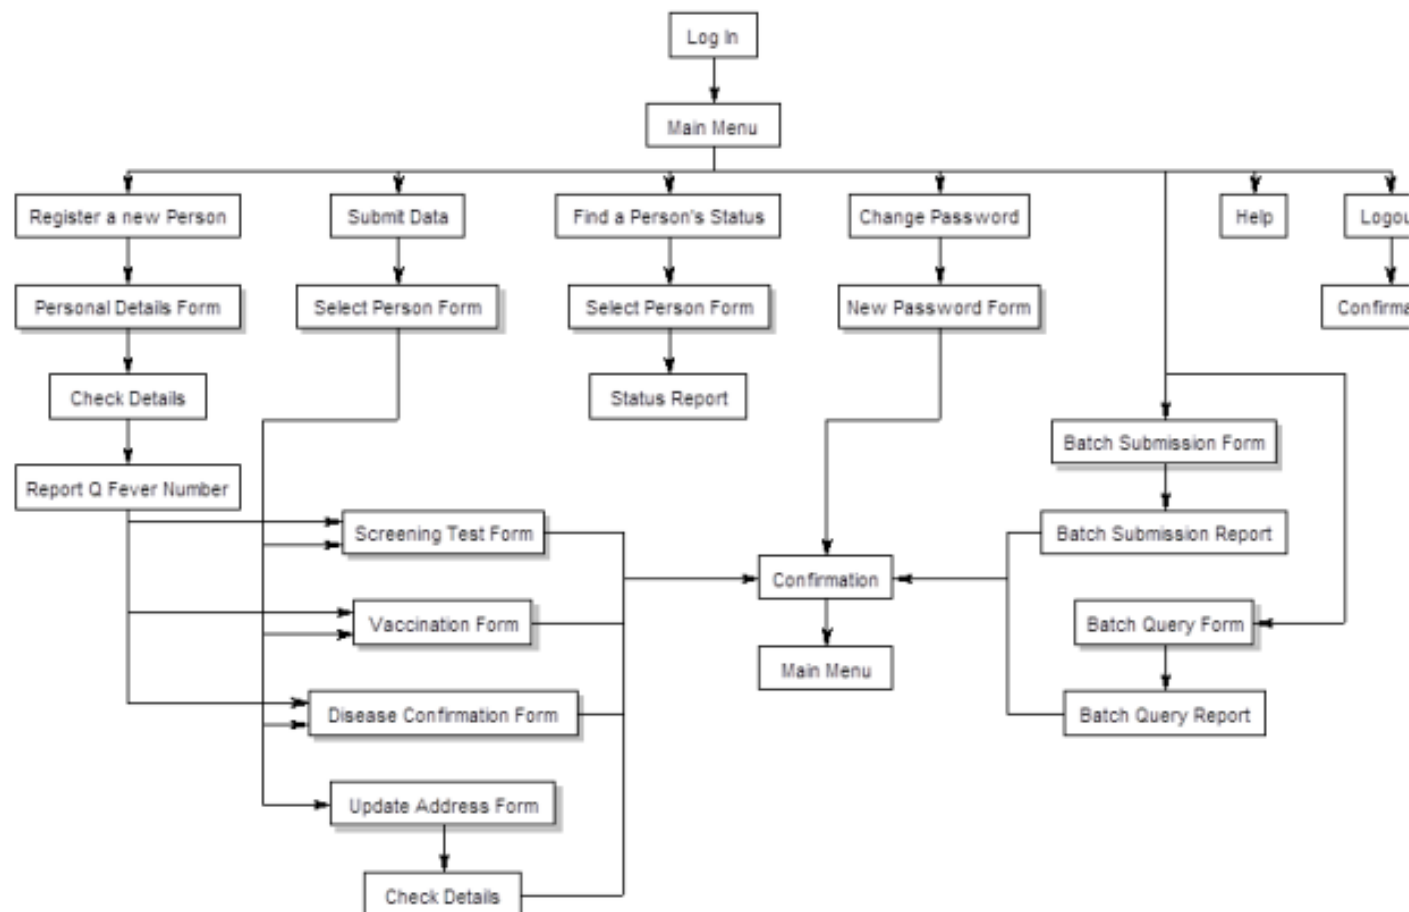 Log In
Main Menu
Register a new Person
Submit Data
Find a Person's Status
Change Password
Help
Logou
Personal Details Form
Select Person Form
Select Person Form
New Password Form
Confirma
Check Details
Status Report
Batch Submission Form
Report Q Fever Number
Screening Test Form
Batch Submission Report
Confirmation
Vaccination Form
Batch Query Form
Main Menu
Disease Confirmation Form
Batch Query Report
Update Address Form
Check Details